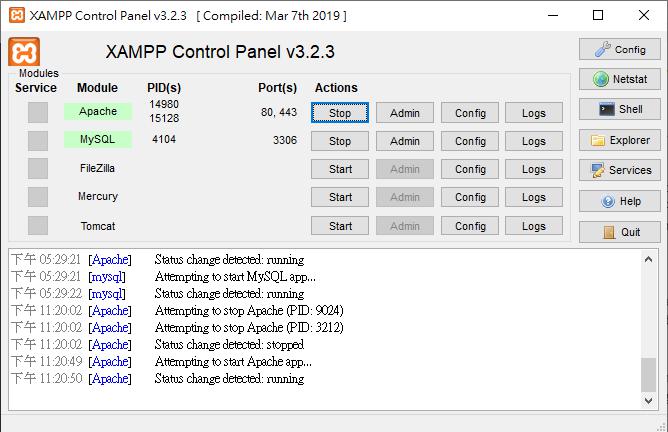 XAMPP Control Panel v3.2.3 [ Compiled: Mar 7th 2019 ]
XAMPP Control Panel v3.2.3
Config
Modules
Service Module PID(s) Port(s) Actions
Netstat
Apache 14980 15128 80, 443 Stop Admin Config Logs
Shell
MySQL 4104 3306 Stop Admin Config Logs
Explorer
FileZilla Start Admin Config Logs
Services
Mercury Start Admin Config Logs
Help
Tomcat Start Admin Config Logs
Quit
下午 05:29:21 [Apache] Status change detected: running
下午 05:29:21 [mysql] Attempting to start MySQL app...
下午 05:29:22 [mysql] Status change detected: running
下午 11:20:02 [Apache] Attempting to stop Apache (PID: 9024)
下午 11:20:02 [Apache] Attempting to stop Apache (PID: 3212)
下午 11:20:02 [Apache] Status change detected: stopped
下午 11:20:49 [Apache] Attempting to start Apache app...
下午 11:20:50 [Apache] Status change detected: running